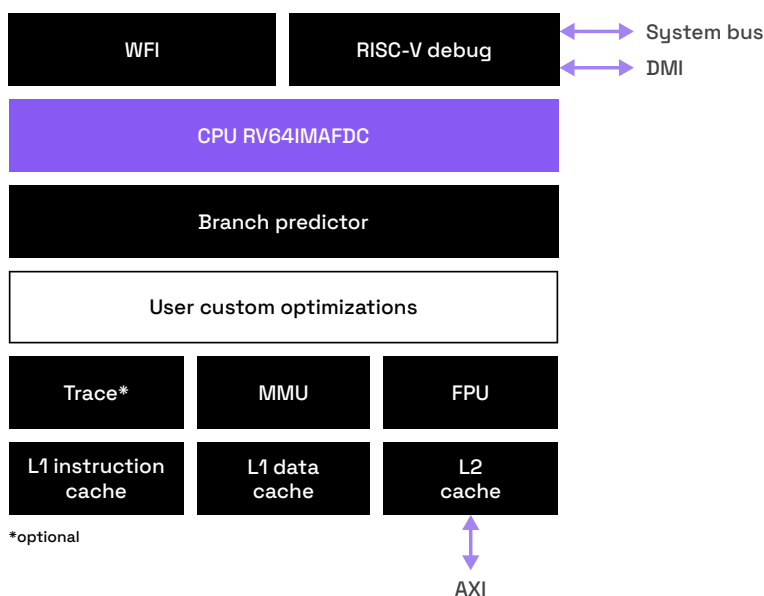 WFI
RISC-V debug
System bus
DMI
CPU RV64IMAFDC
Branch predictor
User custom optimizations
Trace*
MMU
FPU
L1 instruction
cache
L1 data
cache
L2
cache
*optional
AXI